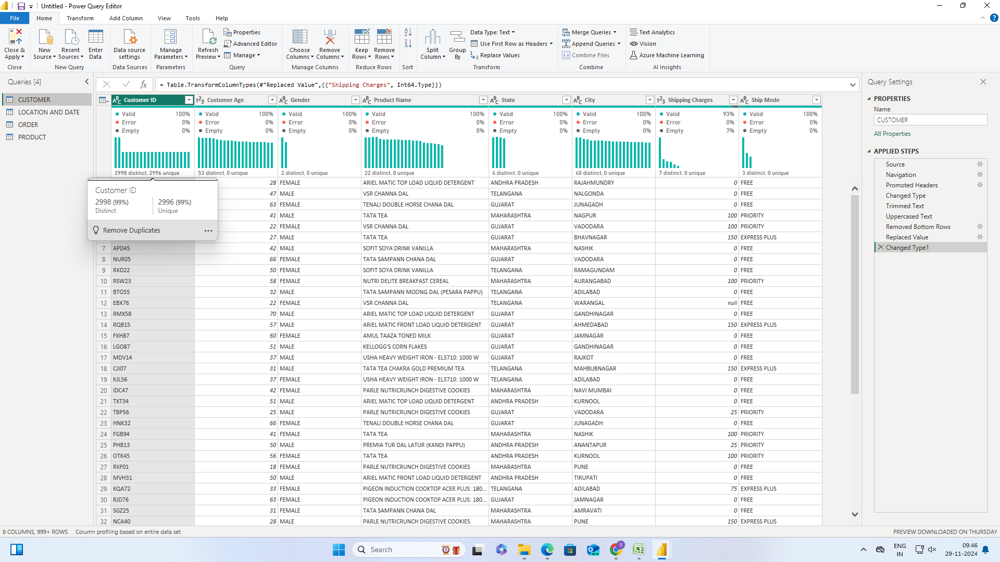 Untitled - Power Query Editor
File Home Transform Add Column View Tools Help
Close & Apply
Close
New Source
Recent Sources
Enter Data
New Query
Data source settings
Data Sources
Manage Parameters
Parameters
Refresh Preview
Properties
Advanced Editor
Manage
Query
Choose Columns
Remove Columns
Manage Columns
Keep Rows
Remove Rows
Reduce Rows
Sort
Split Column
Group By
Data Type: Text
Use First Row as Headers
Replace Values
Transform
Merge Queries
Append Queries
Combine Files
Combine
Text Analytics
Vision
Azure Machine Learning
AI Insights
Queries [4]
CUSTOMER
LOCATION AND DATE
ORDER
PRODUCT
fx = Table.TransformColumnTypes(#"Replaced Value",{{"Shipping Charges", Int64.Type}})
Customer ID Customer Age Gender Product Name State City Shipping Charges Ship Mode
Valid 100% Valid 100% Valid 100% Valid 100% Valid 100% Valid 100% Valid 93% Valid 100%
Error 0% Error 0% Error 0% Error 0% Error 0% Error 0% Error 0% Error 0%
Empty 0% Empty 0% Empty 0% Empty 0% Empty 0% Empty 0% Empty 7% Empty 0%
2998 distinct, 2996 unique 53 distinct, 0 unique 2 distinct, 0 unique 22 distinct, 0 unique 4 distinct, 0 unique 40 distinct, 0 unique 7 distinct, 0 unique 3 distinct, 0 unique
Customer ID
2998 (99%) 2996 (99%)
Distinct Unique
Remove Duplicates
28 FEMALE ARIEL MATIC TOP LOAD LIQUID DETERGENT ANDHRA PRADESH RAJAHMUNDRY 0 FREE
47 MALE VSR CHANNA DAL TELANGANA NALGONDA 0 FREE
63 FEMALE TENALI DOUBLE HORSE CHANA DAL GUJARAT JUNAGADH 0 FREE
41 MALE TATA TEA MAHARASHTRA NAGPUR 100 PRIORITY
22 FEMALE VSR CHANNA DAL GUJARAT VADODARA 100 PRIORITY
27 MALE TATA TEA GUJARAT BHAVNAGAR 150 EXPRESS PLUS
7 APD45 42 MALE SOFIT SOYA DRINK VANILLA MAHARASHTRA NASHIK 0 FREE
8 NUR05 66 FEMALE TATA SAMPANN CHANA DAL GUJARAT VADODARA 0 FREE
9 RXD22 50 FEMALE SOFIT SOYA DRINK VANILLA TELANGANA RAMAGUNDAM 0 FREE
10 RSW23 58 FEMALE NUTRI DELITE BREAKFAST CEREAL MAHARASHTRA AURANGABAD 100 PRIORITY
11 BTO55 32 MALE TATA SAMPANN MOONG DAL (PESARA PAPPU) TELANGANA ADILABAD 0 FREE
12 EBX76 22 FEMALE VSR CHANNA DAL TELANGANA WARANGAL null FREE
13 RMX58 70 MALE ARIEL MATIC TOP LOAD LIQUID DETERGENT GUJARAT GANDHINAGAR 0 FREE
14 RQB15 57 MALE ARIEL MATIC FRONT LOAD LIQUID DETERGENT GUJARAT AHMEDABAD 150 EXPRESS PLUS
15 FXH87 60 FEMALE AMUL TAAZA TONED MILK GUJARAT JAMNAGAR 0 FREE
16 LGO87 51 MALE KELLOGG'S CORN FLAKES GUJARAT GANDHINAGAR 0 FREE
17 MDV14 37 MALE USHA HEAVY WEIGHT IRON - EL3710: 1000 W GUJARAT RAJKOT 0 FREE
18 CJI07 31 MALE TATA TEA CHAKRA GOLD PREMIUM TEA TELANGANA MAHBUBNAGAR 150 EXPRESS PLUS
19 KJL56 37 FEMALE USHA HEAVY WEIGHT IRON - EL3710: 1000 W TELANGANA ADILABAD 0 FREE
20 IDC47 42 FEMALE PARLE NUTRICRUNCH DIGESTIVE COOKIES MAHARASHTRA NAVI MUMBAI 0 FREE
21 TXT34 51 MALE ARIEL MATIC TOP LOAD LIQUID DETERGENT ANDHRA PRADESH KURNOOL 0 FREE
22 TBP56 25 MALE PARLE NUTRICRUNCH DIGESTIVE COOKIES GUJARAT VADODARA 25 PRIORITY
23 HNK32 66 FEMALE TENALI DOUBLE HORSE CHANA DAL GUJARAT JUNAGADH 0 FREE
24 FGB94 41 FEMALE TATA TEA MAHARASHTRA NASHIK 100 PRIORITY
25 PHB13 50 MALE PREMIA TUR DAL LATUR (KANDI PAPPU) ANDHRA PRADESH ANANTAPUR 25 PRIORITY
26 OTK45 56 FEMALE TATA TEA ANDHRA PRADESH KURNOOL 100 PRIORITY
27 RXF01 18 FEMALE PARLE NUTRICRUNCH DIGESTIVE COOKIES MAHARASHTRA PUNE 0 FREE
28 MVH31 50 MALE ARIEL MATIC FRONT LOAD LIQUID DETERGENT ANDHRA PRADESH TIRUPATI 0 FREE
29 KQA72 33 FEMALE PIGEON INDUCTION COOKTOP ACER PLUS: 180... TELANGANA ADILABAD 75 EXPRESS PLUS
30 RJD76 63 FEMALE PIGEON INDUCTION COOKTOP ACER PLUS: 180... GUJARAT JAMNAGAR 0 FREE
31 SGZ25 31 FEMALE TATA SAMPANN CHANA DAL MAHARASHTRA AMRAVATI 0 FREE
32 NCA40 28 MALE PARLE NUTRICRUNCH DIGESTIVE COOKIES MAHARASHTRA PUNE 150 EXPRESS PLUS
Query Settings
PROPERTIES
Name
CUSTOMER
All Properties
APPLIED STEPS
Source
Navigation
Promoted Headers
Changed Type
Trimmed Text
Uppercased Text
Removed Bottom Rows
Replaced Value
Changed Type1
8 COLUMNS, 999+ ROWS Column profiling based on entire data set PREVIEW DOWNLOADED ON THURSDAY
Search
ENG
IN
09:46
29-11-2024